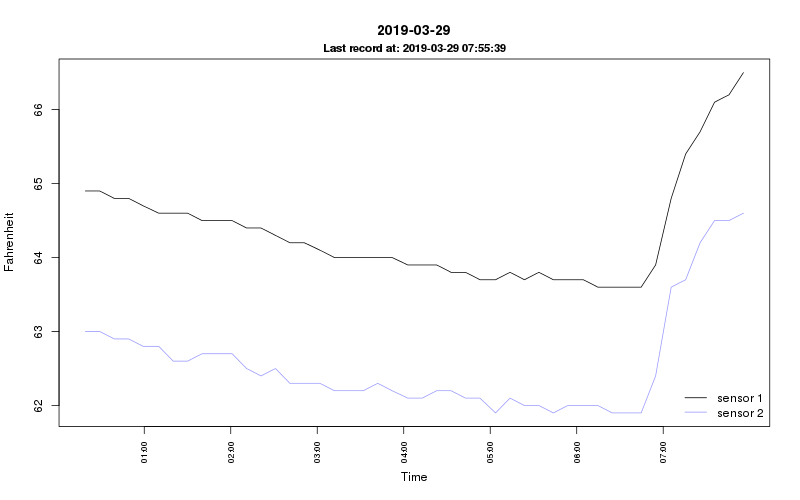 2019-03-29
Last record at: 2019-03-29 07:55:39
Fahrenheit
66
65
64
63
62
sensor 1
sensor 2
01:00 02:00 03:00 04:00 05:00 06:00 07:00
Time